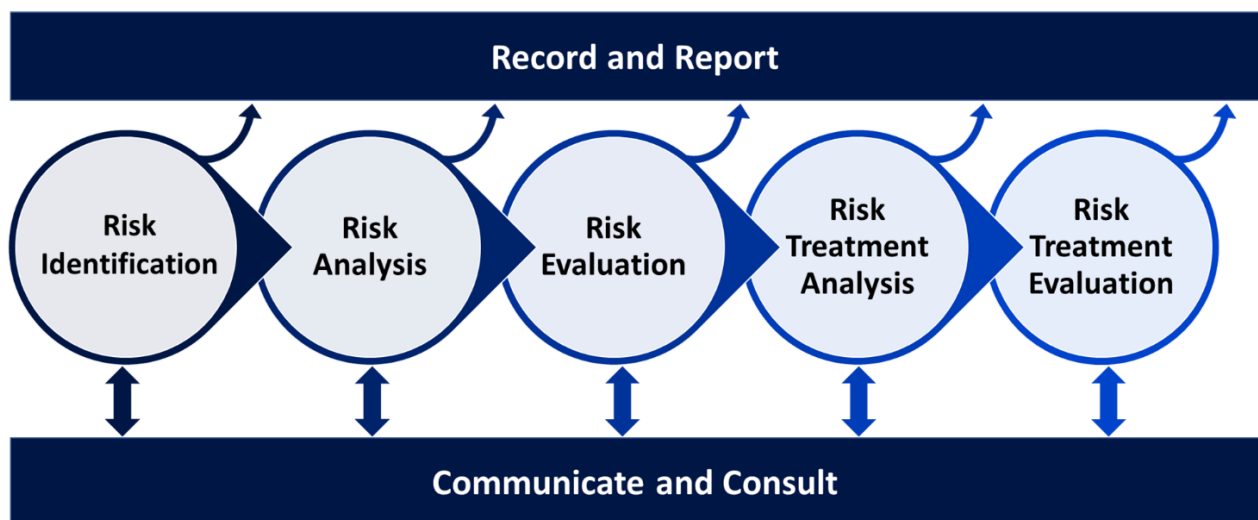 Record and Report
Risk
Identification
Risk
Analysis
Risk
Evaluation
Risk
Treatment
Analysis
Risk
Treatment
Evaluation
Communicate and Consult